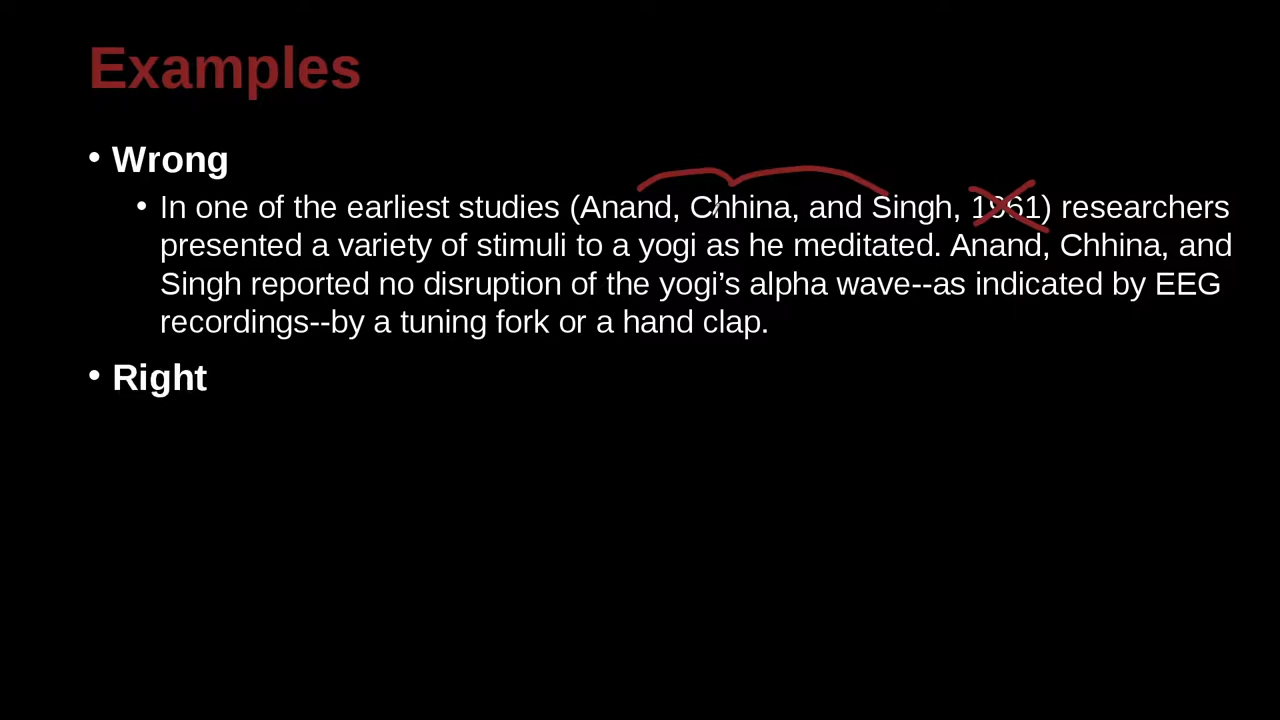 Examples
• Wrong
• In one of the earliest studies (Anand, Chhina, and Singh, 1961) researchers
presented a variety of stimuli to a yogi as he meditated. Anand, Chhina, and
Singh reported no disruption of the yogi’s alpha wave--as indicated by EEG
recordings--by a tuning fork or a hand clap.
• Right